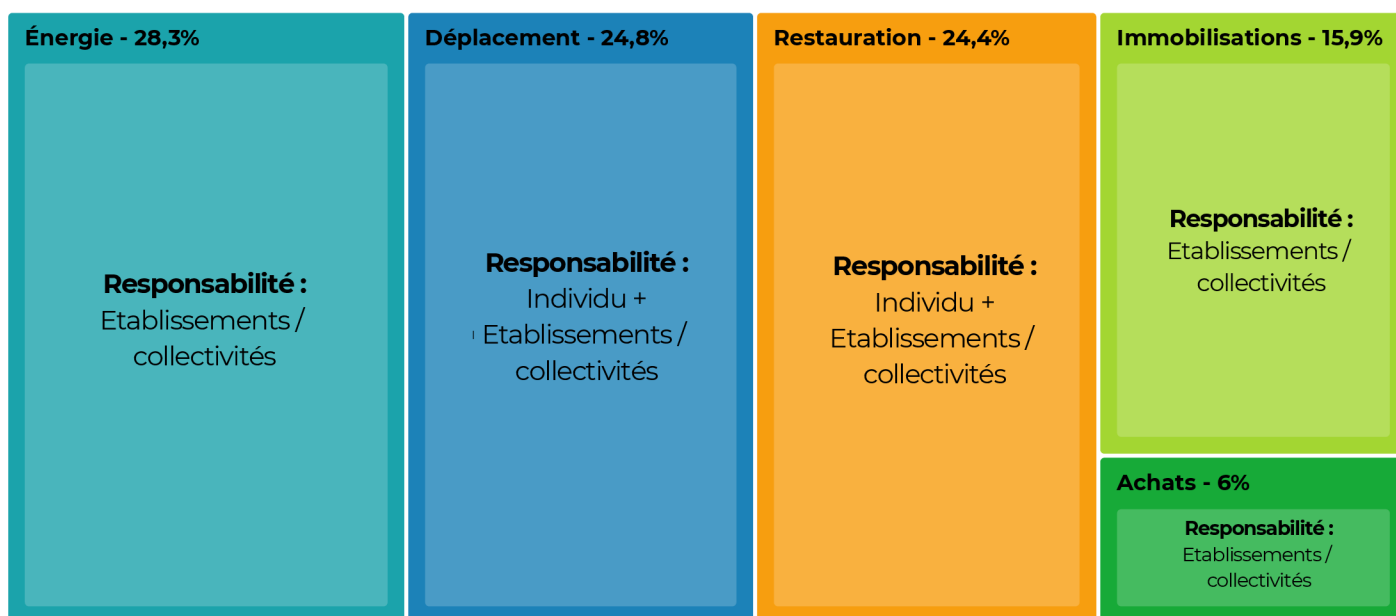 Énergie - 28,3%
Responsabilité :
Etablissements /
collectivités
Déplacement - 24,8%
Responsabilité :
Individu +
Etablissements /
collectivités
Restauration - 24,4%
Responsabilité :
Individu +
Etablissements /
collectivités
Immobilisations - 15,9%
Responsabilité :
Etablissements /
collectivités
Achats - 6%
Responsabilité :
Etablissements /
collectivités